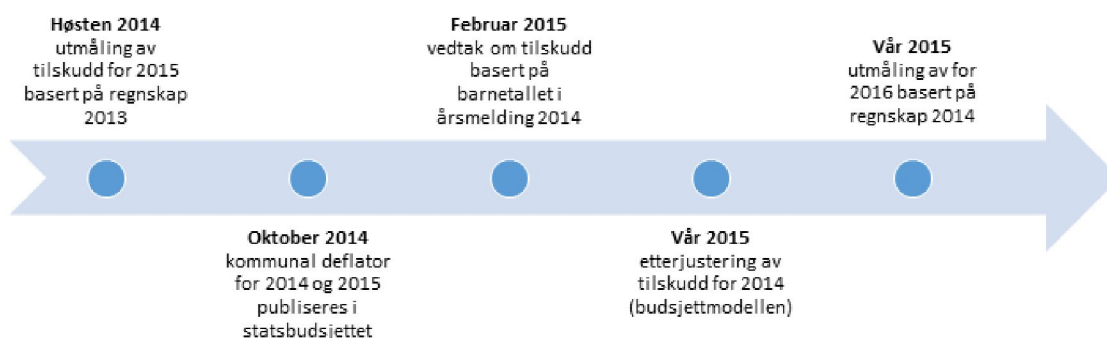 Høsten 2014
utmåling av
tilskudd for 2015
basert på regnskap
2013
Oktober 2014
kommunal deflator
for 2014 og 2015
publiseres i
statsbudsjettet
Februar 2015
vedtak om tilskudd
basert på
barnetallet i
årsmelding 2014
Vår 2015
etterjustering av
tilskudd for 2014
(budsjettmodellen)
Vår 2015
utmåling av for
2016 basert på
regnskap 2014